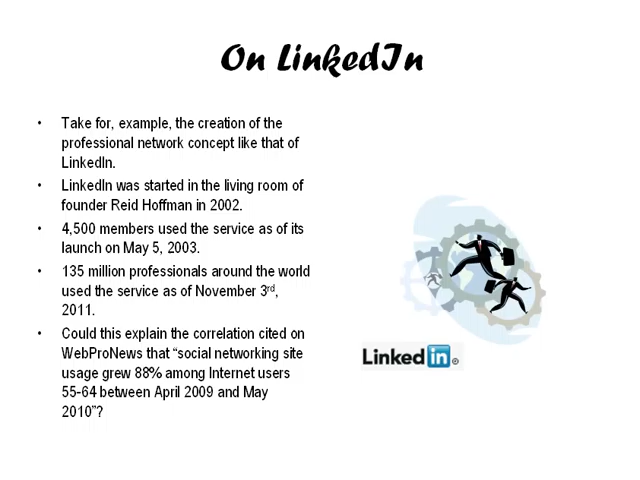 On LinkedIn
• Take for, example, the creation of the
professional network concept like that of
LinkedIn.
• LinkedIn was started in the living room of
founder Reid Hoffman in 2002.
• 4,500 members used the service as of its
launch on May 5, 2003.
• 135 million professionals around the world
used the service as of November 3rd,
2011.
• Could this explain the correlation cited on
WebProNews that “social networking site
usage grew 88% among Internet users
55-64 between April 2009 and May
2010”?
Linked in ®